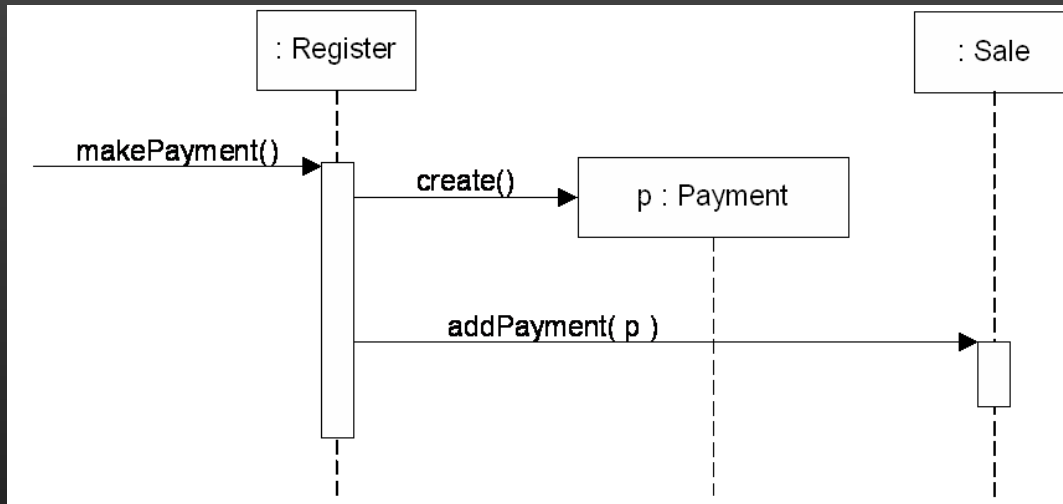 : Register
: Sale
makePayment()
create()
p : Payment
addPayment( p )